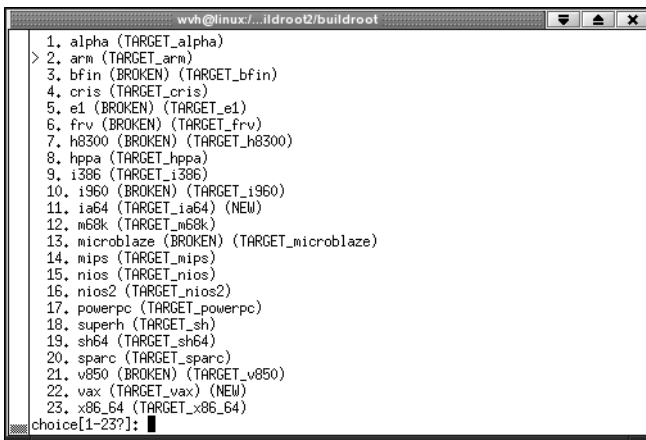 wvh@linux:/...ildroot2/buildroot
1. alpha (TARGET_alpha)
> 2. arm (TARGET_arm)
3. bfin (BROKEN) (TARGET_bfin)
4. cris (TARGET_cris)
5. e1 (BROKEN) (TARGET_e1)
6. frv (BROKEN) (TARGET_frv)
7. h8300 (BROKEN) (TARGET_h8300)
8. hppa (TARGET_hppa)
9. i386 (TARGET_i386)
10. i960 (BROKEN) (TARGET_i960)
11. ia64 (TARGET_ia64) (NEW)
12. m68k (TARGET_m68k)
13. microblaze (BROKEN) (TARGET_microblaze)
14. mips (TARGET_mips)
15. nios (TARGET_nios)
16. nios2 (TARGET_nios2)
17. powerpc (TARGET_powerpc)
18. superh (TARGET_sh)
19. sh64 (TARGET_sh64)
20. sparc (TARGET_sparc)
21. v850 (BROKEN) (TARGET_v850)
22. vax (TARGET_vax) (NEW)
23. x86_64 (TARGET_x86_64)
choice[1-23?]: